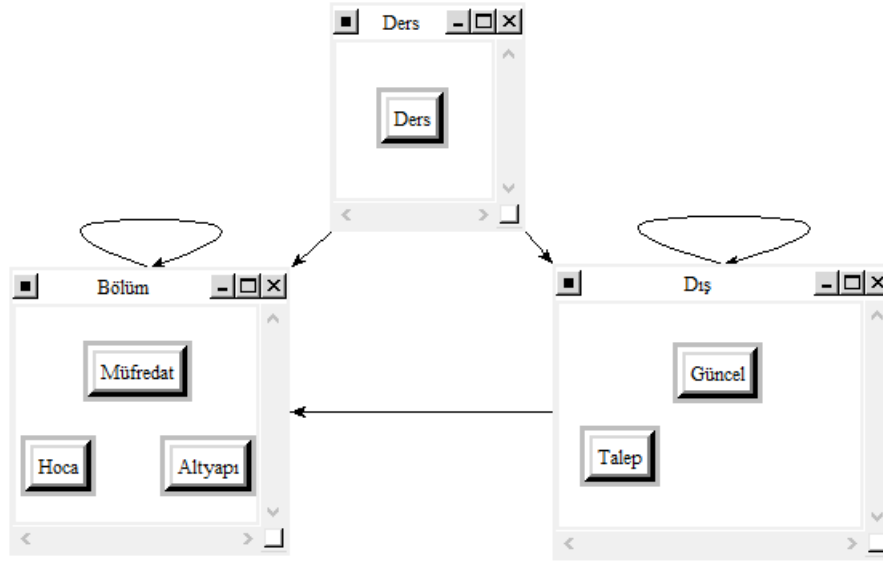 Ders
Ders
Bölüm
Dış
Müfredat
Güncel
Hoca
Altyapı
Talep